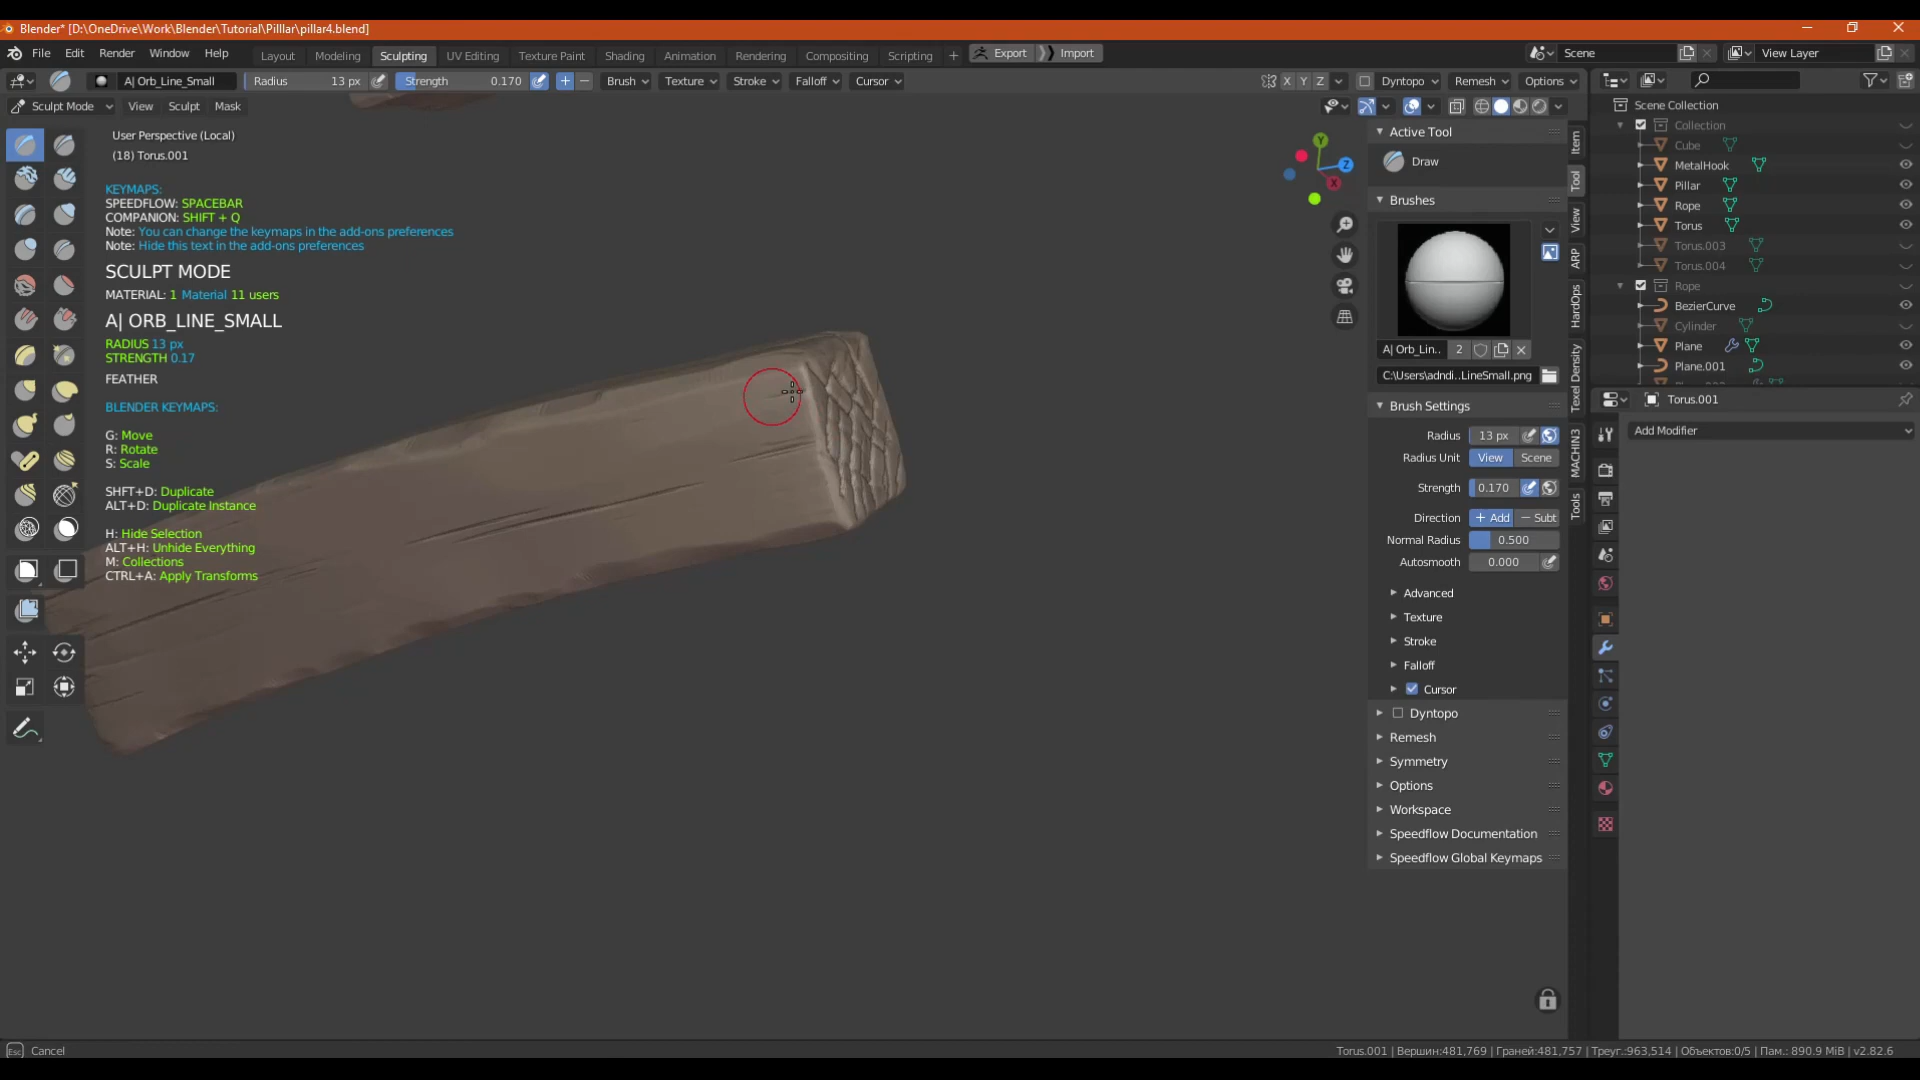 Blender* [D:\OneDrive\Work\Blender\Tutorial\Pilllar\pillar4.blend]
File Edit Render Window Help Layout Modeling Sculpting UV Editing Texture Paint Shading Animation Rendering Compositing Scripting + Export Import Scene View Layer
A| Orb_Line_Small Radius 13 px Strength 0.170 + − Brush Texture Stroke Falloff Cursor X Y Z Dyntopo Remesh Options
Sculpt Mode View Sculpt Mask
User Perspective (Local)
(18) Torus.001
KEYMAPS:
SPEEDFLOW: SPACEBAR
COMPANION: SHIFT + Q
Note: You can change the keymaps in the add-ons preferences
Note: Hide this text in the add-ons preferences
SCULPT MODE
MATERIAL: 1 Material 11 users
A| ORB_LINE_SMALL
RADIUS 13 px
STRENGTH 0.17
FEATHER
BLENDER KEYMAPS:
G: Move
R: Rotate
S: Scale
SHFT+D: Duplicate
ALT+D: Duplicate Instance
H: Hide Selection
ALT+H: Unhide Everything
M: Collections
CTRL+A: Apply Transforms
Y
Z
X
Active Tool
Draw
Brushes
A| Orb_Lin.. 2
C:\Users\adndi...LineSmall.png
Brush Settings
Radius 13 px
Radius Unit View Scene
Strength 0.170
Direction + Add − Subt
Normal Radius 0.500
Autosmooth 0.000
Advanced
Texture
Stroke
Falloff
Cursor
Dyntopo
Remesh
Symmetry
Options
Workspace
Speedflow Documentation
Speedflow Global Keymaps
Item
Tool
View
ARP
HardOps
Texel Density
MACHIN3
Tools
Scene Collection
Collection
Cube
MetalHook
Pillar
Rope
Torus
Torus.003
Torus.004
Rope
BezierCurve
Cylinder
Plane
Plane.001
Torus.001
Add Modifier
Esc Cancel
Torus.001 | Вершин:481,769 | Граней:481,757 | Треуг.:963,514 | Объектов:0/5 | Пам.: 890.9 MiB | v2.82.6